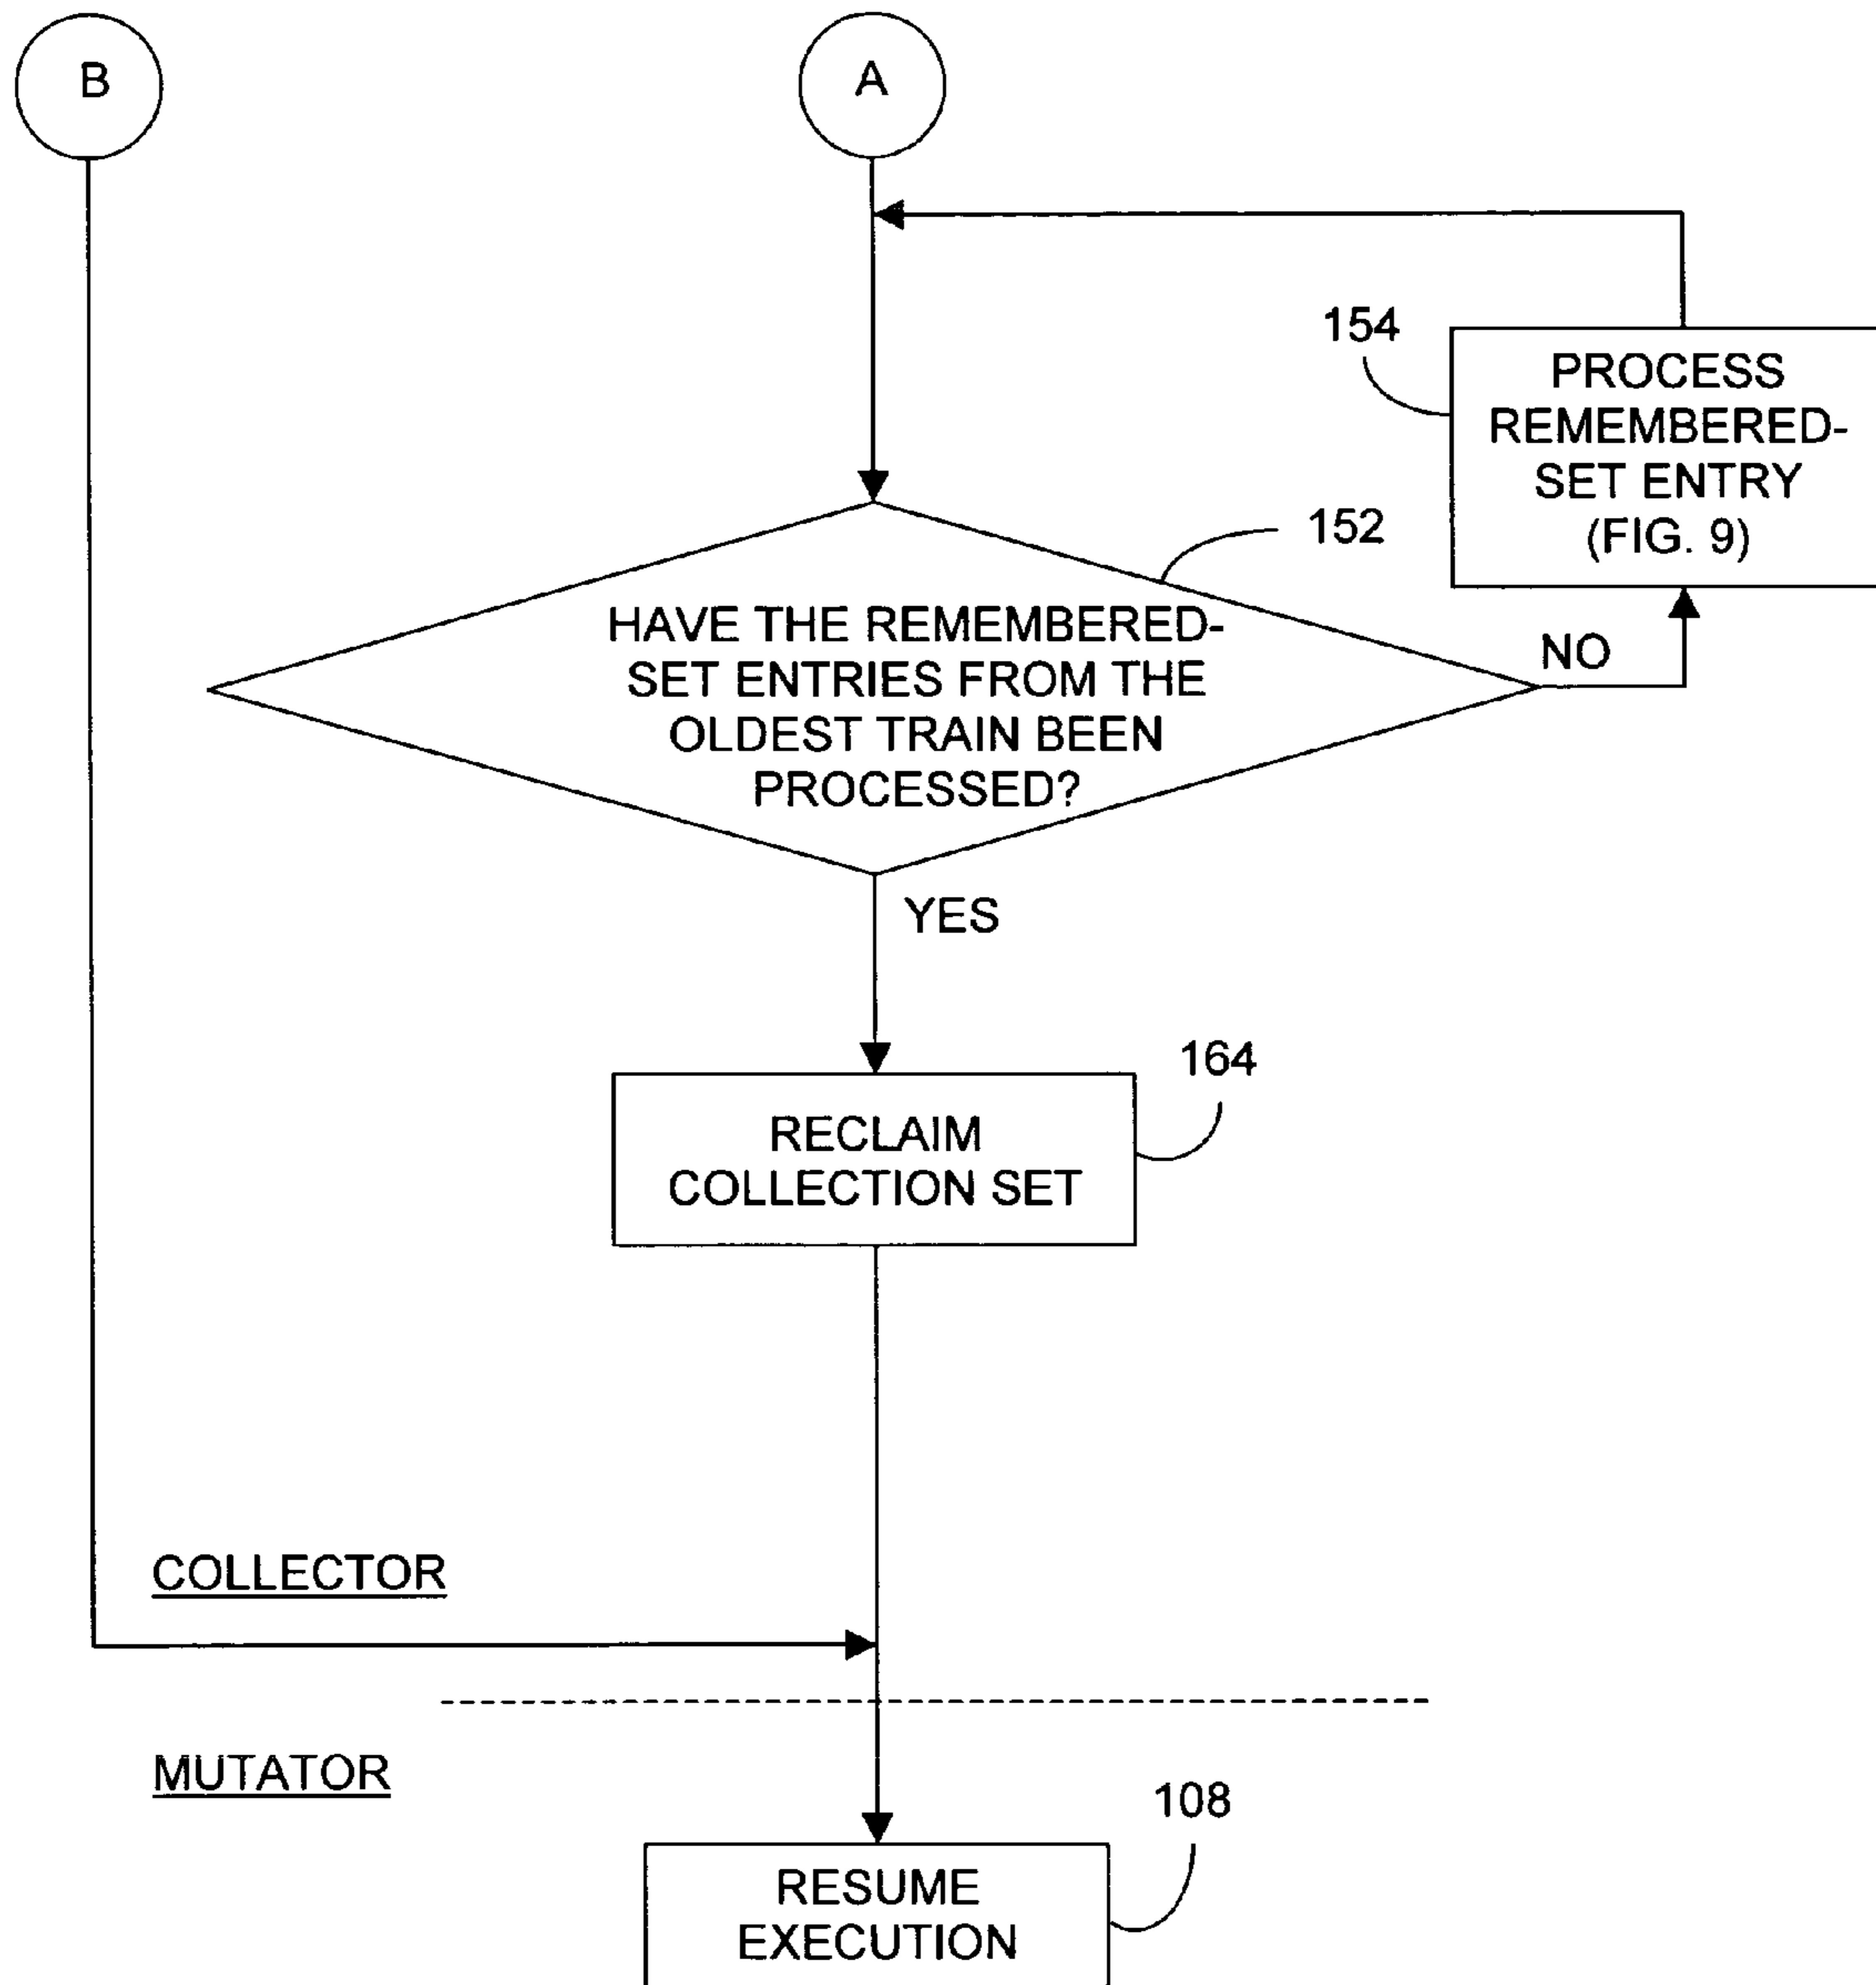 B
A
154
PROCESS
REMEMBERED-
SET ENTRY
(FIG. 9)
152
HAVE THE REMEMBERED-
SET ENTRIES FROM THE
OLDEST TRAIN BEEN
PROCESSED?
NO
YES
164
RECLAIM
COLLECTION SET
COLLECTOR
MUTATOR
108
RESUME
EXECUTION